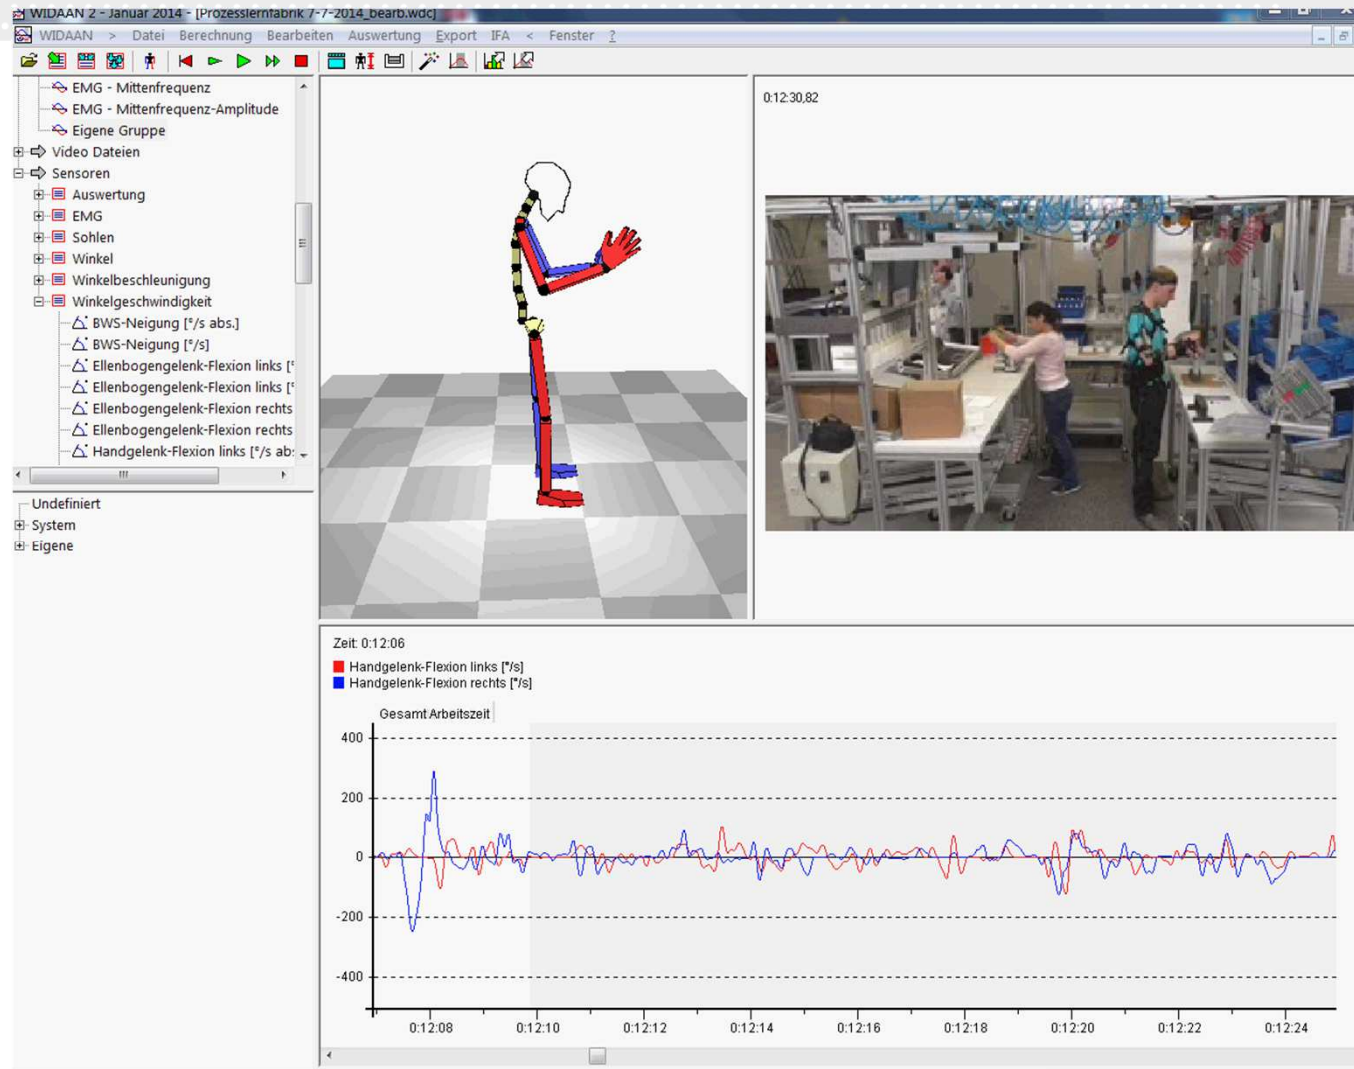 WIDAAN 2 - Januar 2014 - [Prozesslernfabrik 7-7-2014_bearb.wdc]
WIDAAN > Datei Berechnung Bearbeiten Auswertung Export IFA < Fenster ?
EMG - Mittenfrequenz
EMG - Mittenfrequenz-Amplitude
Eigene Gruppe
Video Dateien
Sensoren
Auswertung
EMG
Sohlen
Winkel
Winkelbeschleunigung
Winkelgeschwindigkeit
BWS-Neigung [°/s abs.]
BWS-Neigung [°/s]
Ellenbogengelenk-Flexion links [°
Ellenbogengelenk-Flexion links [°
Ellenbogengelenk-Flexion rechts
Ellenbogengelenk-Flexion rechts
Handgelenk-Flexion links [°/s ab:
Undefiniert
System
Eigene
0:12:30,82
Zeit: 0:12:06
Handgelenk-Flexion links [°/s]
Handgelenk-Flexion rechts [°/s]
Gesamt Arbeitszeit
400
200
0
-200
-400
0:12:08 0:12:10 0:12:12 0:12:14 0:12:16 0:12:18 0:12:20 0:12:22 0:12:24